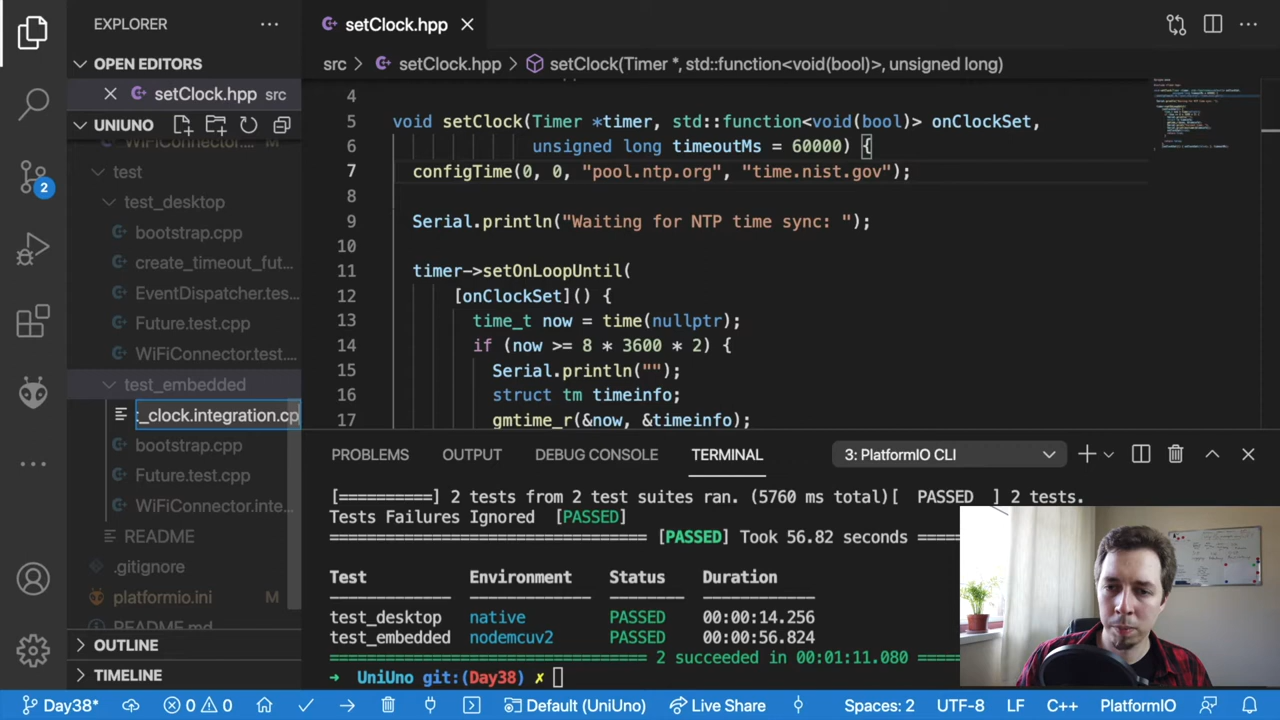 EXPLORER
setClock.hpp
OPEN EDITORS
src > setClock.hpp > setClock(Timer *, std::function<void(bool)>, unsigned long)
setClock.hpp src
UNIUNO
WiFiConnector.cpp
test
test_desktop
bootstrap.cpp
create_timeout_fut...
EventDispatcher.tes...
Future.test.cpp
WiFiConnector.test....
test_embedded
:_clock.integration.cp
bootstrap.cpp
Future.test.cpp
WiFiConnector.inte...
README
.gitignore
platformio.ini M
README.md
OUTLINE
TIMELINE
2
4
5 void setClock(Timer *timer, std::function<void(bool)> onClockSet,
6 unsigned long timeoutMs = 60000) {
7 configTime(0, 0, "pool.ntp.org", "time.nist.gov");
8
9 Serial.println("Waiting for NTP time sync: ");
10
11 timer->setOnLoopUntil(
12 [onClockSet]() {
13 time_t now = time(nullptr);
14 if (now >= 8 * 3600 * 2) {
15 Serial.println("");
16 struct tm timeinfo;
17 gmtime_r(&now, &timeinfo);
PROBLEMS OUTPUT DEBUG CONSOLE TERMINAL 3: PlatformIO CLI
[==========] 2 tests from 2 test suites ran. (5760 ms total)[  PASSED  ] 2 tests.
Tests Failures Ignored [PASSED]
================================ [PASSED] Took 56.82 seconds
Test Environment Status Duration
test_desktop native PASSED 00:00:14.256
test_embedded nodemcuv2 PASSED 00:00:56.824
2 succeeded in 00:01:11.080
➜ UniUno git:(Day38) ✗
Day38* 0 0 Default (UniUno) Live Share Spaces: 2 UTF-8 LF C++ PlatformIO